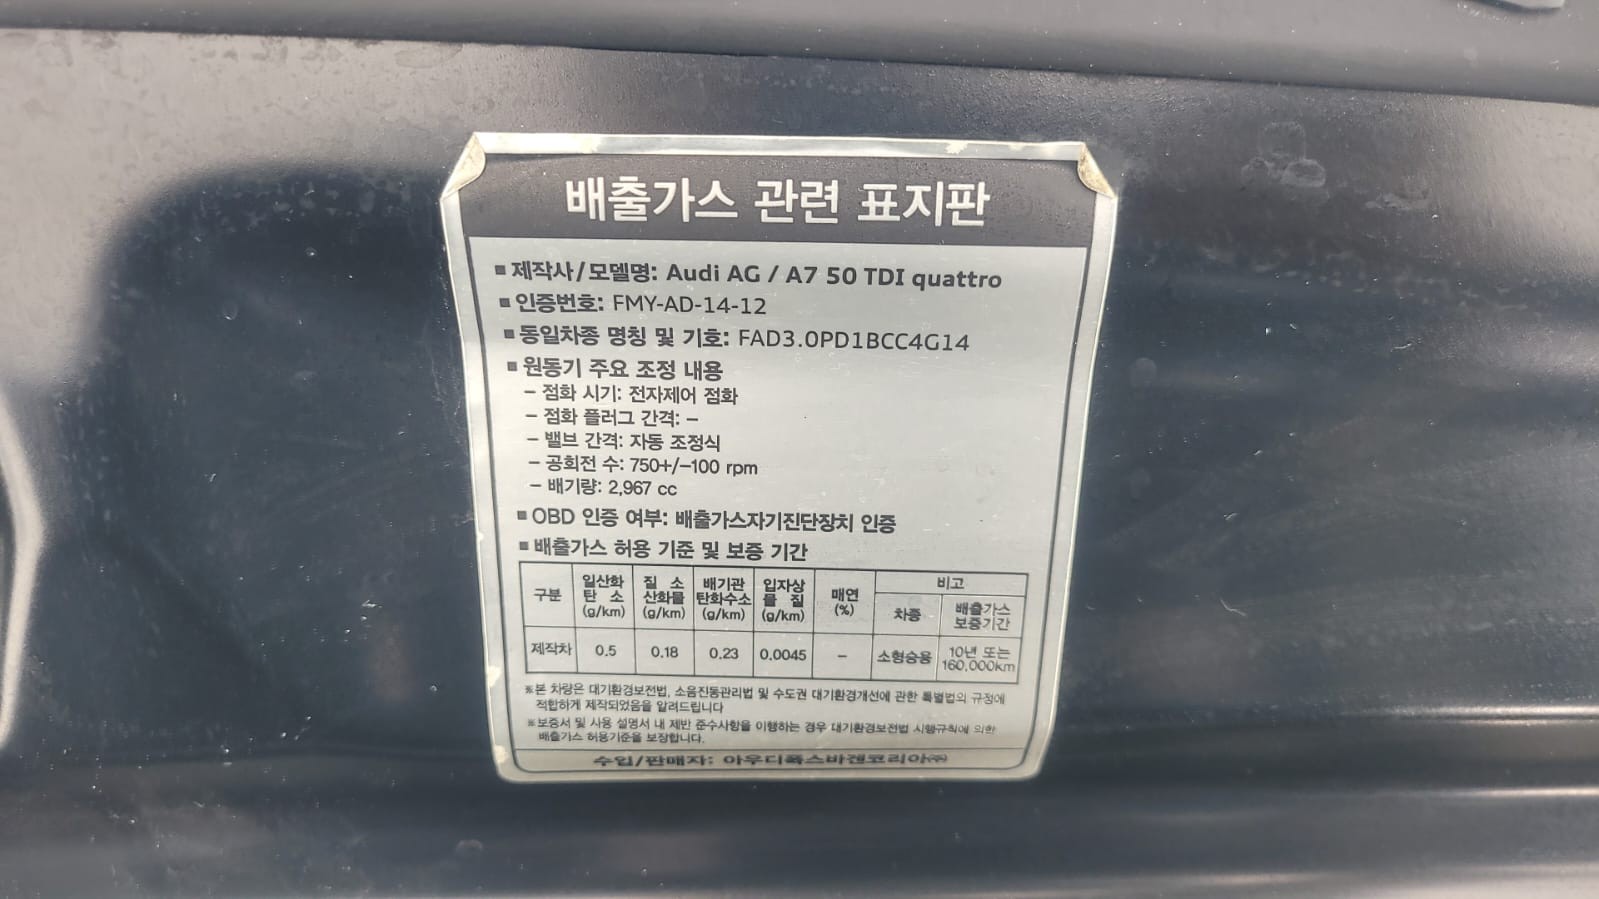 배출가스 관련 표지판
■ 제작사/모델명: Audi AG / A7 50 TDI quattro
■ 인증번호: FMY-AD-14-12
■ 동일차종 명칭 및 기호: FAD3.0PD1BCC4G14
■ 원동기 주요 조정 내용
– 점화 시기: 전자제어 점화
– 점화 플러그 간격: –
– 밸브 간격: 자동 조정식
– 공회전 수: 750+/–100 rpm
– 배기량: 2,967 cc
■ OBD 인증 여부: 배출가스자기진단장치 인증
■ 배출가스 허용 기준 및 보증 기간
구분 일산화 탄 소 (g/km) 질 소 산화물 (g/km) 배기관 탄화수소 (g/km) 입자상 물 질 (g/km) 매연 (%) 비고
차종 배출가스 보증기간
제작차 0.5 0.18 0.23 0.0045 – 소형승용 10년 또는 160,000km
※본 차량은 대기환경보전법, 소음진동관리법 및 수도권 대기환경개선에 관한 특별법의 규정에
적합하게 제작되었음을 알려드립니다
※보증서 및 사용 설명서 내 제반 준수사항을 이행하는 경우 대기환경보전법 시행규칙에 의한
배출가스 허용기준을 보장합니다.
수입/판매자: 아우디폭스바겐코리아㈜